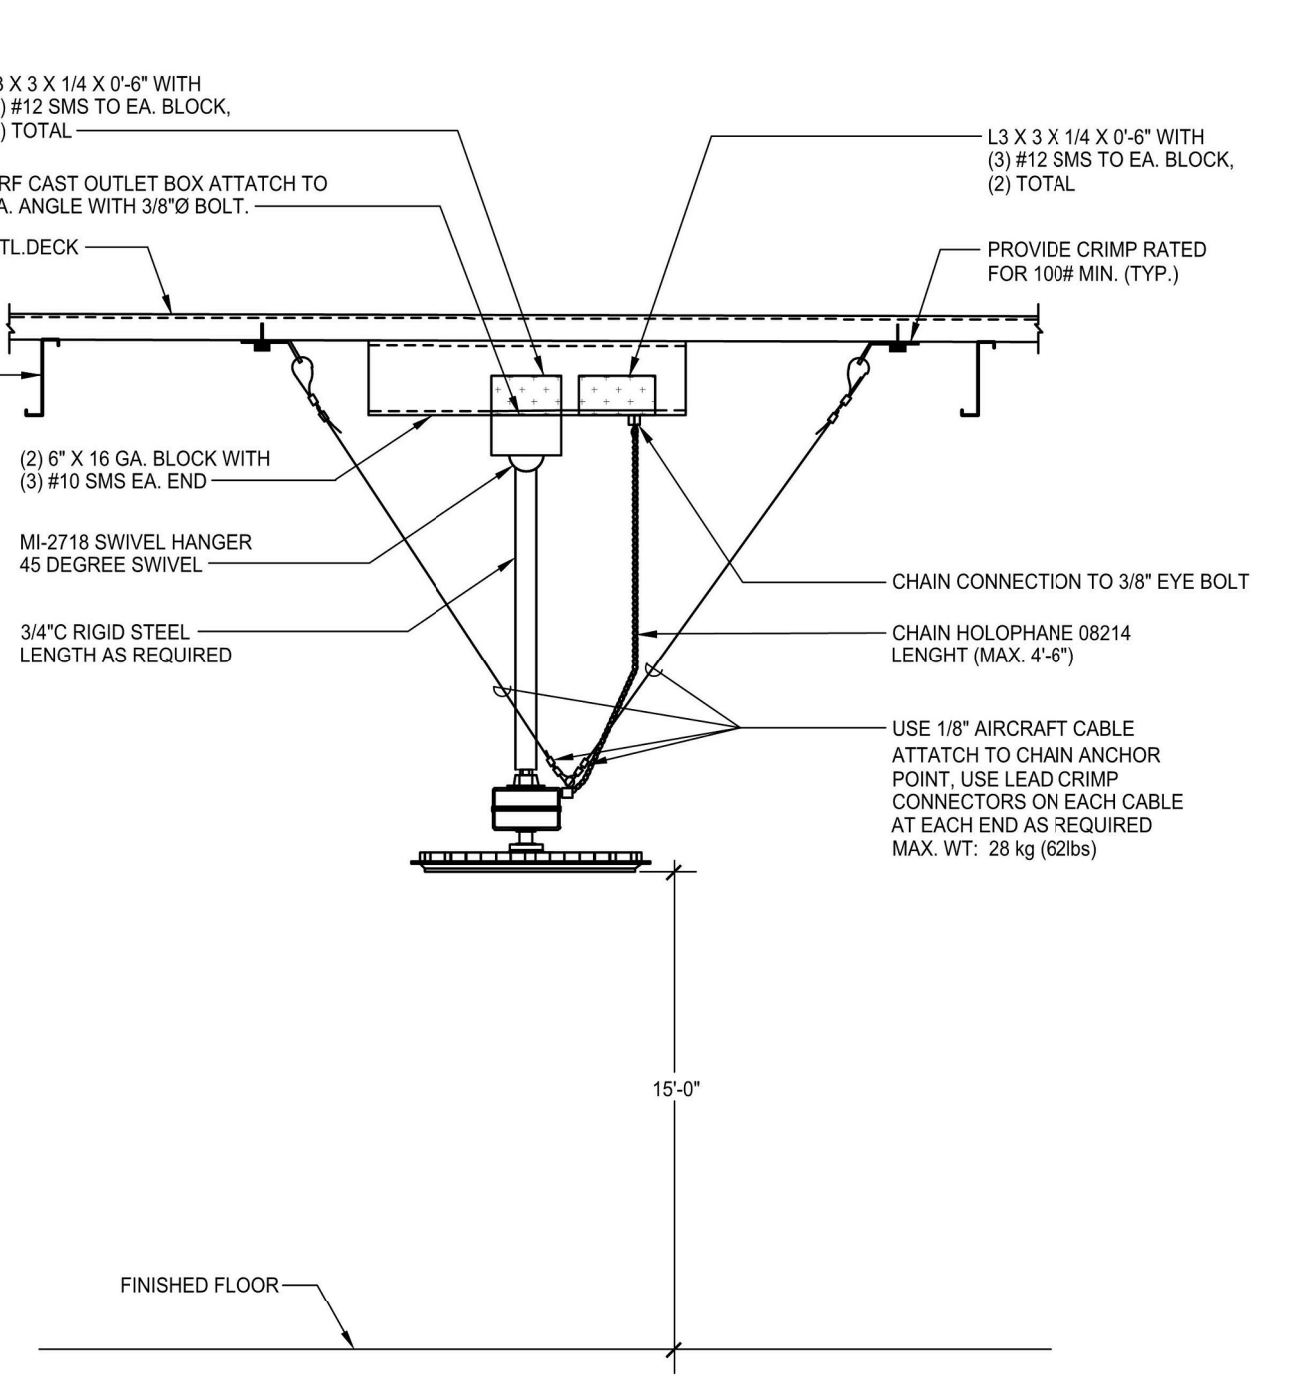 3 X 3 X 1/4 X 0'-6" WITH
) #12 SMS TO EA. BLOCK,
) TOTAL
L3 X 3 X 1/4 X 0'-6" WITH
(3) #12 SMS TO EA. BLOCK,
(2) TOTAL
RF CAST OUTLET BOX ATTATCH TO
A. ANGLE WITH 3/8"Ø BOLT.
TL.DECK
PROVIDE CRIMP RATED
FOR 100# MIN. (TYP.)
(2) 6" X 16 GA. BLOCK WITH
(3) #10 SMS EA. END
MI-2718 SWIVEL HANGER
45 DEGREE SWIVEL
CHAIN CONNECTION TO 3/8" EYE BOLT
3/4"C RIGID STEEL
LENGTH AS REQUIRED
CHAIN HOLOPHANE 08214
LENGHT (MAX. 4'-6")
USE 1/8" AIRCRAFT CABLE
ATTATCH TO CHAIN ANCHOR
POINT, USE LEAD CRIMP
CONNECTORS ON EACH CABLE
AT EACH END AS REQUIRED
MAX. WT: 28 kg (62lbs)
15'-0"
FINISHED FLOOR